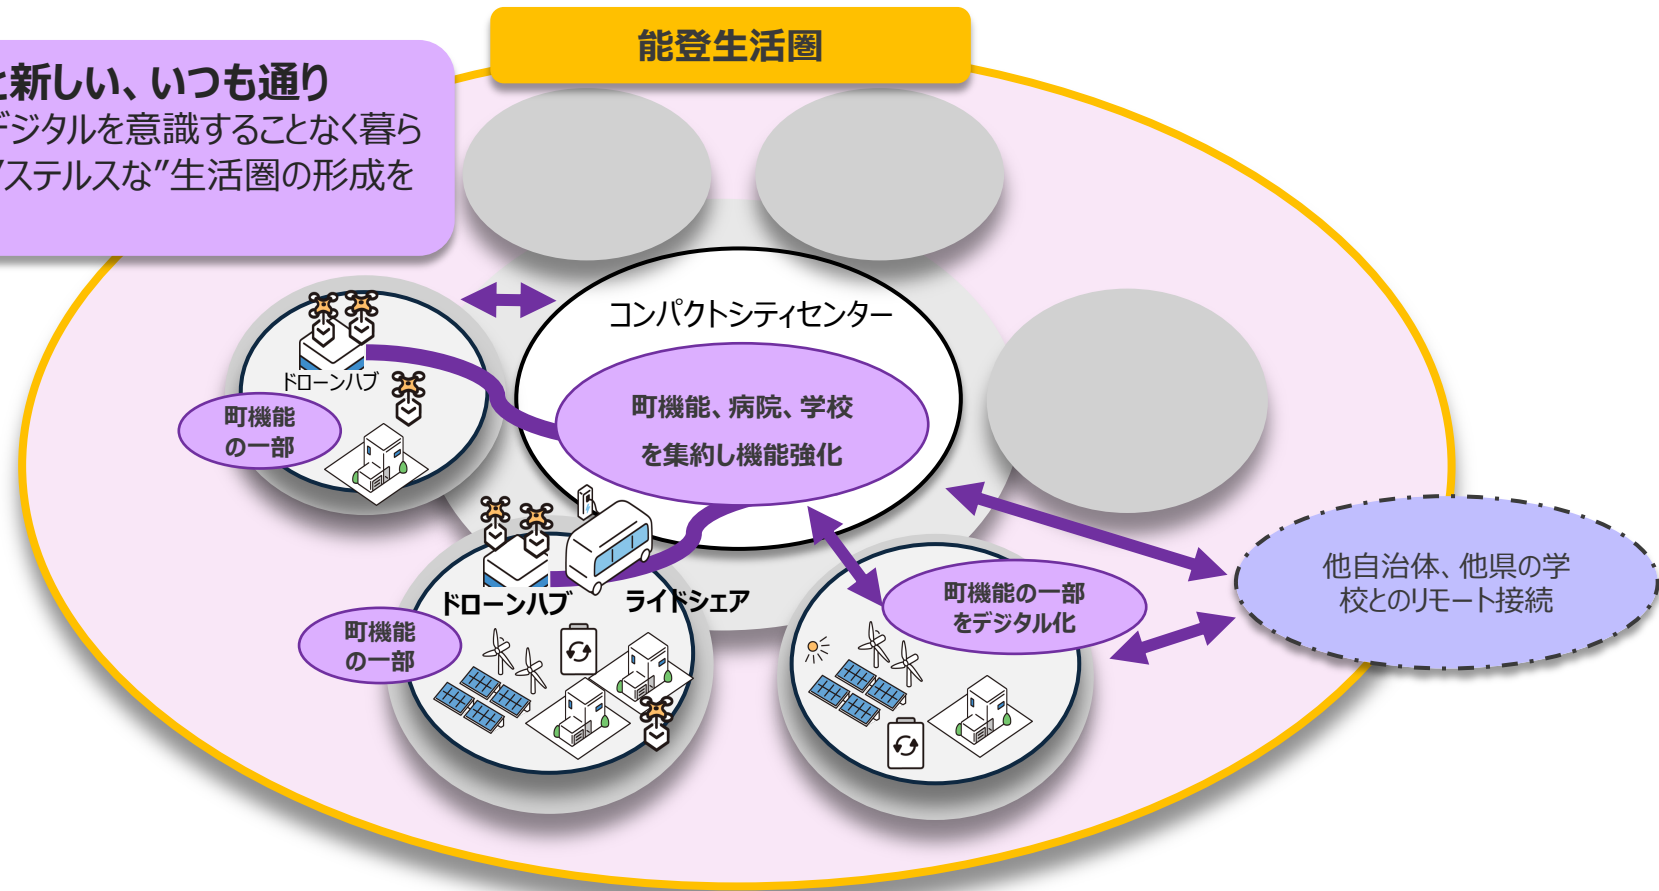 能登生活圏
と新しい、いつも通り
デジタルを意識することなく暮ら
"ステルスな"生活圏の形成を
コンパクトシティセンター
町機能、病院、学校
を集約し機能強化
ドローンハブ
町機能
の一部
ドローンハブ
ライドシェア
町機能
の一部
町機能の一部
をデジタル化
他自治体、他県の学
校とのリモート接続